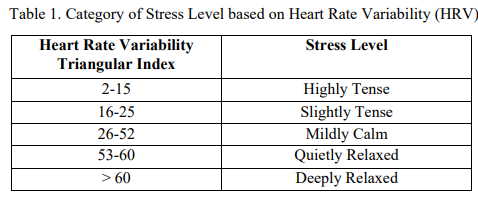 Table 1. Category of Stress Level based on Heart Rate Variability (HRV)
Heart Rate Variability Triangular Index Stress Level
2-15 Highly Tense
16-25 Slightly Tense
26-52 Mildly Calm
53-60 Quietly Relaxed
> 60 Deeply Relaxed